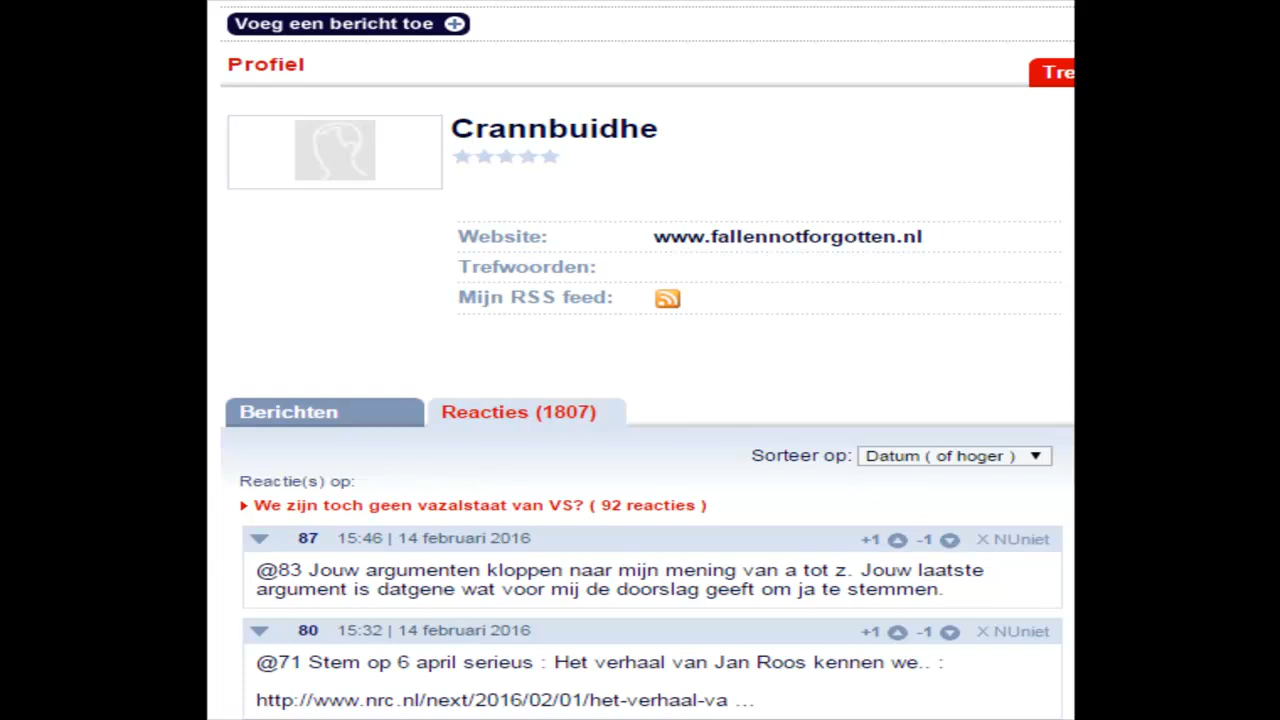 Voeg een bericht toe
Profiel
Tre
Crannbuidhe
Website: www.fallennotforgotten.nl
Trefwoorden:
Mijn RSS feed:
Berichten Reacties (1807)
Sorteer op: Datum ( of hoger )
Reactie(s) op:
We zijn toch geen vazalstaat van VS? ( 92 reacties )
87 15:46 | 14 februari 2016 +1 -1 X NUniet
@83 Jouw argumenten kloppen naar mijn mening van a tot z. Jouw laatste
argument is datgene wat voor mij de doorslag geeft om ja te stemmen.
80 15:32 | 14 februari 2016 +1 -1 X NUniet
@71 Stem op 6 april serieus : Het verhaal van Jan Roos kennen we.. :
http://www.nrc.nl/next/2016/02/01/het-verhaal-va ...